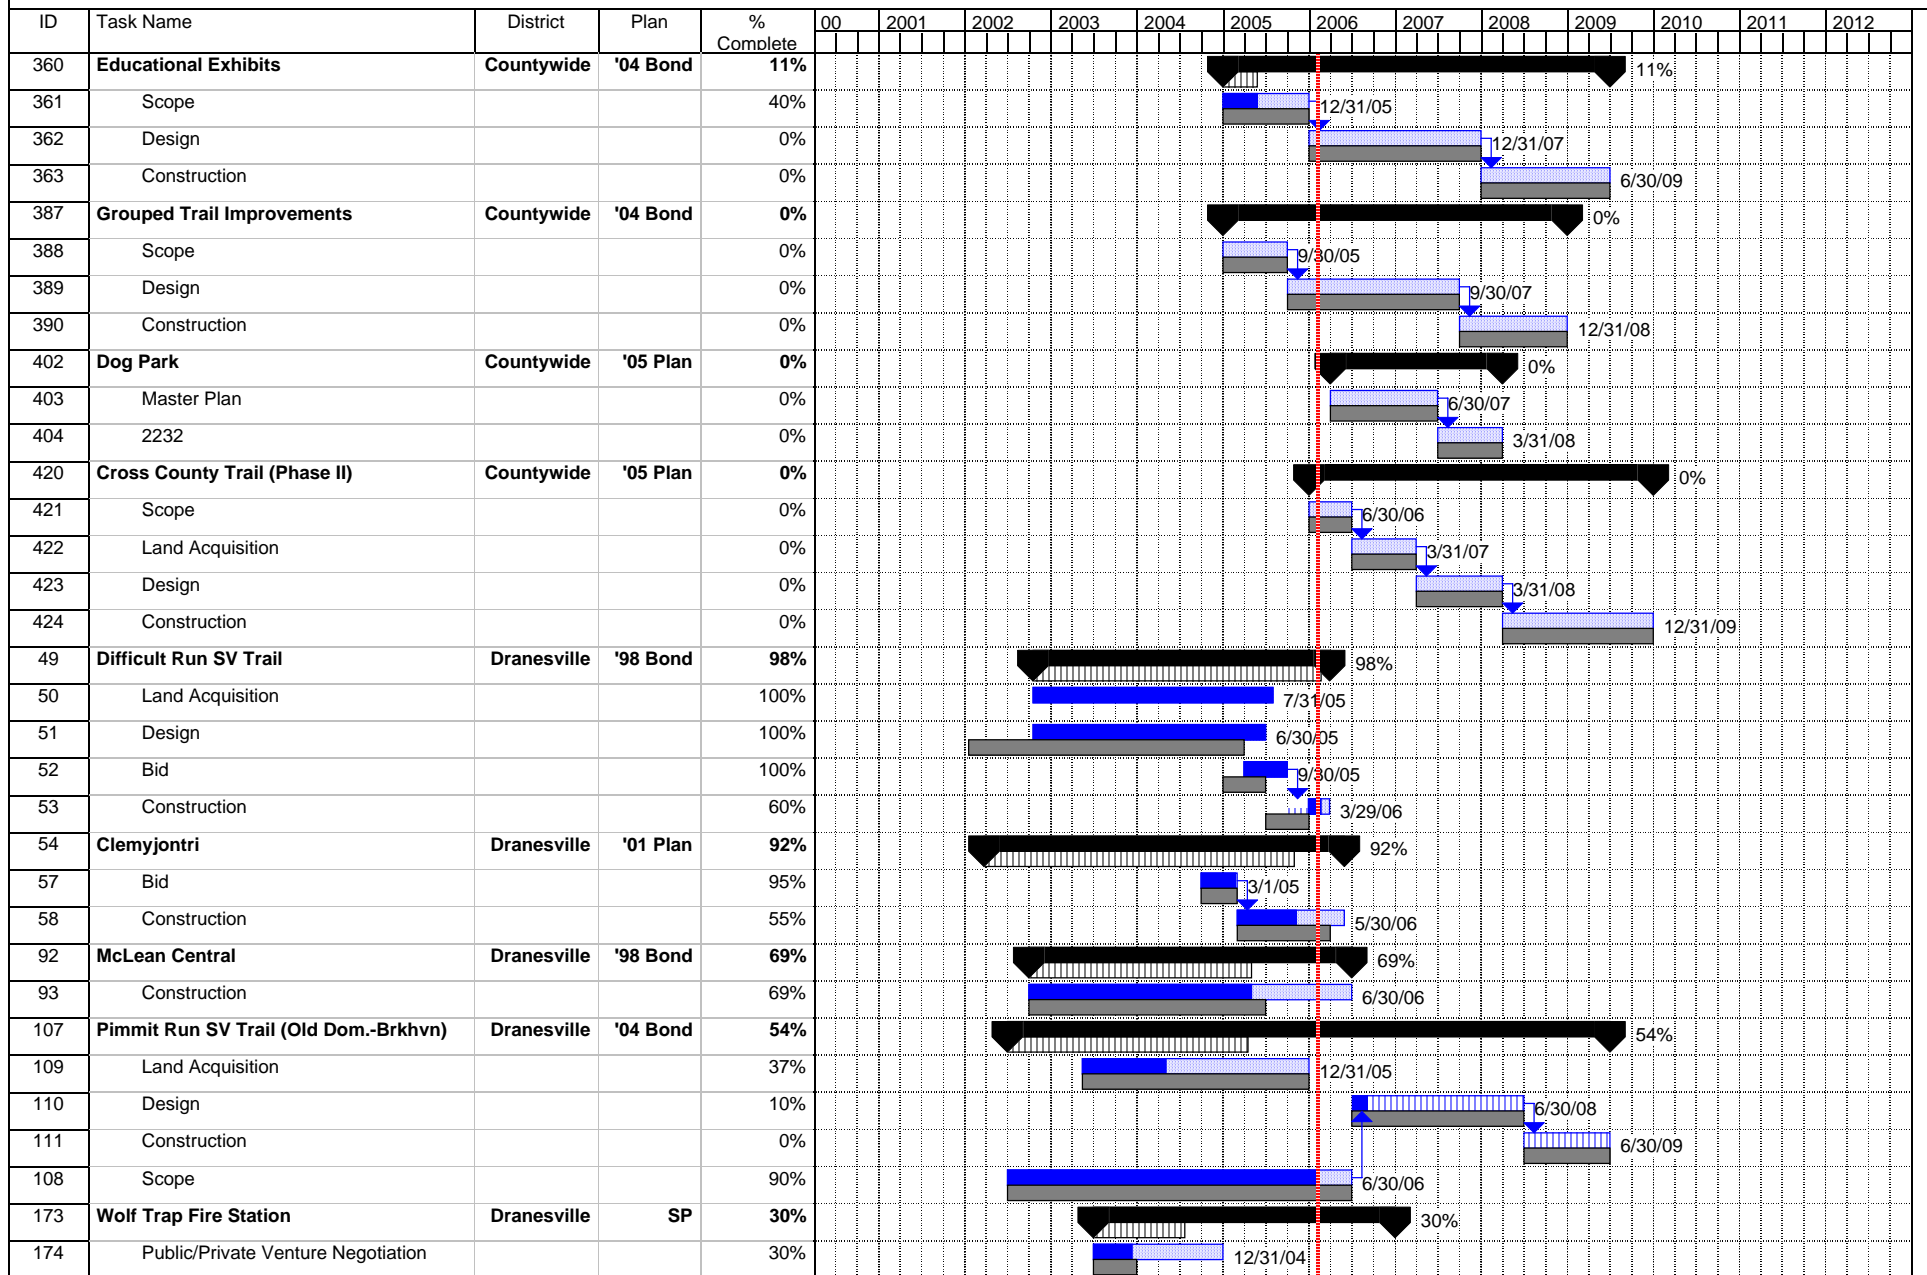 ID Task Name District Plan % Complete 00 2001 2002 2003 2004 2005 2006 2007 2008 2009 2010 2011 2012
360 Educational Exhibits Countywide '04 Bond 11% 11%
361 Scope 40% 12/31/05
362 Design 0% 12/31/07
363 Construction 0% 6/30/09
387 Grouped Trail Improvements Countywide '04 Bond 0% 0%
388 Scope 0% 9/30/05
389 Design 0% 9/30/07
390 Construction 0% 12/31/08
402 Dog Park Countywide '05 Plan 0% 0%
403 Master Plan 0% 6/30/07
404 2232 0% 3/31/08
420 Cross County Trail (Phase II) Countywide '05 Plan 0% 0%
421 Scope 0% 6/30/06
422 Land Acquisition 0% 3/31/07
423 Design 0% 3/31/08
424 Construction 0% 12/31/09
49 Difficult Run SV Trail Dranesville '98 Bond 98% 98%
50 Land Acquisition 100% 7/31/05
51 Design 100% 6/30/05
52 Bid 100% 9/30/05
53 Construction 60% 3/29/06
54 Clemyjontri Dranesville '01 Plan 92% 92%
57 Bid 95% 3/1/05
58 Construction 55% 5/30/06
92 McLean Central Dranesville '98 Bond 69% 69%
93 Construction 69% 6/30/06
107 Pimmit Run SV Trail (Old Dom.-Brkhvn) Dranesville '04 Bond 54% 54%
109 Land Acquisition 37% 12/31/05
110 Design 10% 6/30/08
111 Construction 0% 6/30/09
108 Scope 90% 6/30/06
173 Wolf Trap Fire Station Dranesville SP 30% 30%
174 Public/Private Venture Negotiation 30% 12/31/04